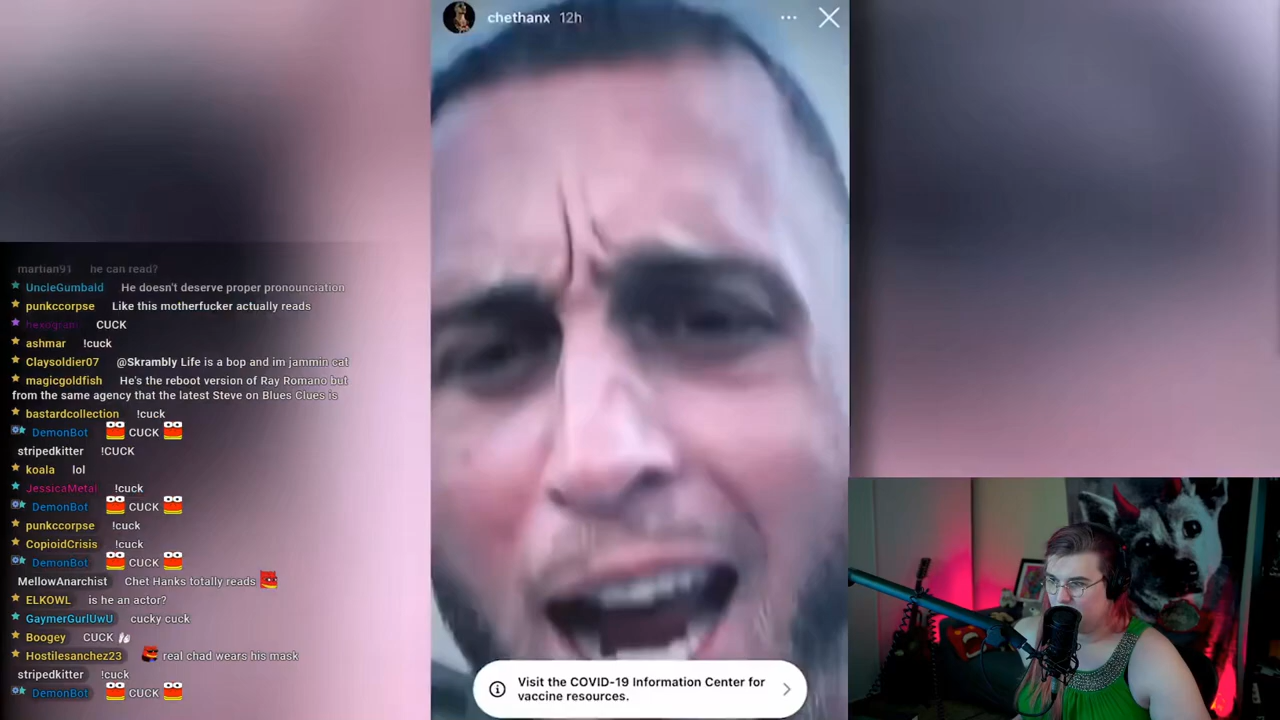 chethanx 12h
martian91 he can read?
UncleGumbald He doesn't deserve proper pronounciation
punkccorpse Like this motherfucker actually reads
CUCK
ashmar !cuck
Claysoldier07 @Skrambly Life is a bop and im jammin cat
magicgoldfish He's the reboot version of Ray Romano but
from the same agency that the latest Steve on Blues Clues is
bastardcollection !cuck
DemonBot CUCK
stripedkitter !CUCK
koala lol
JessicaMetal !cuck
DemonBot CUCK
punkccorpse !cuck
CopioidCrisis !cuck
DemonBot CUCK
MellowAnarchist Chet Hanks totally reads
ELKOWL is he an actor?
GaymerGurlUwU cucky cuck
Boogey CUCK
Hostilesanchez23 real chad wears his mask
stripedkitter !cuck
DemonBot CUCK
Visit the COVID-19 Information Center for
vaccine resources.